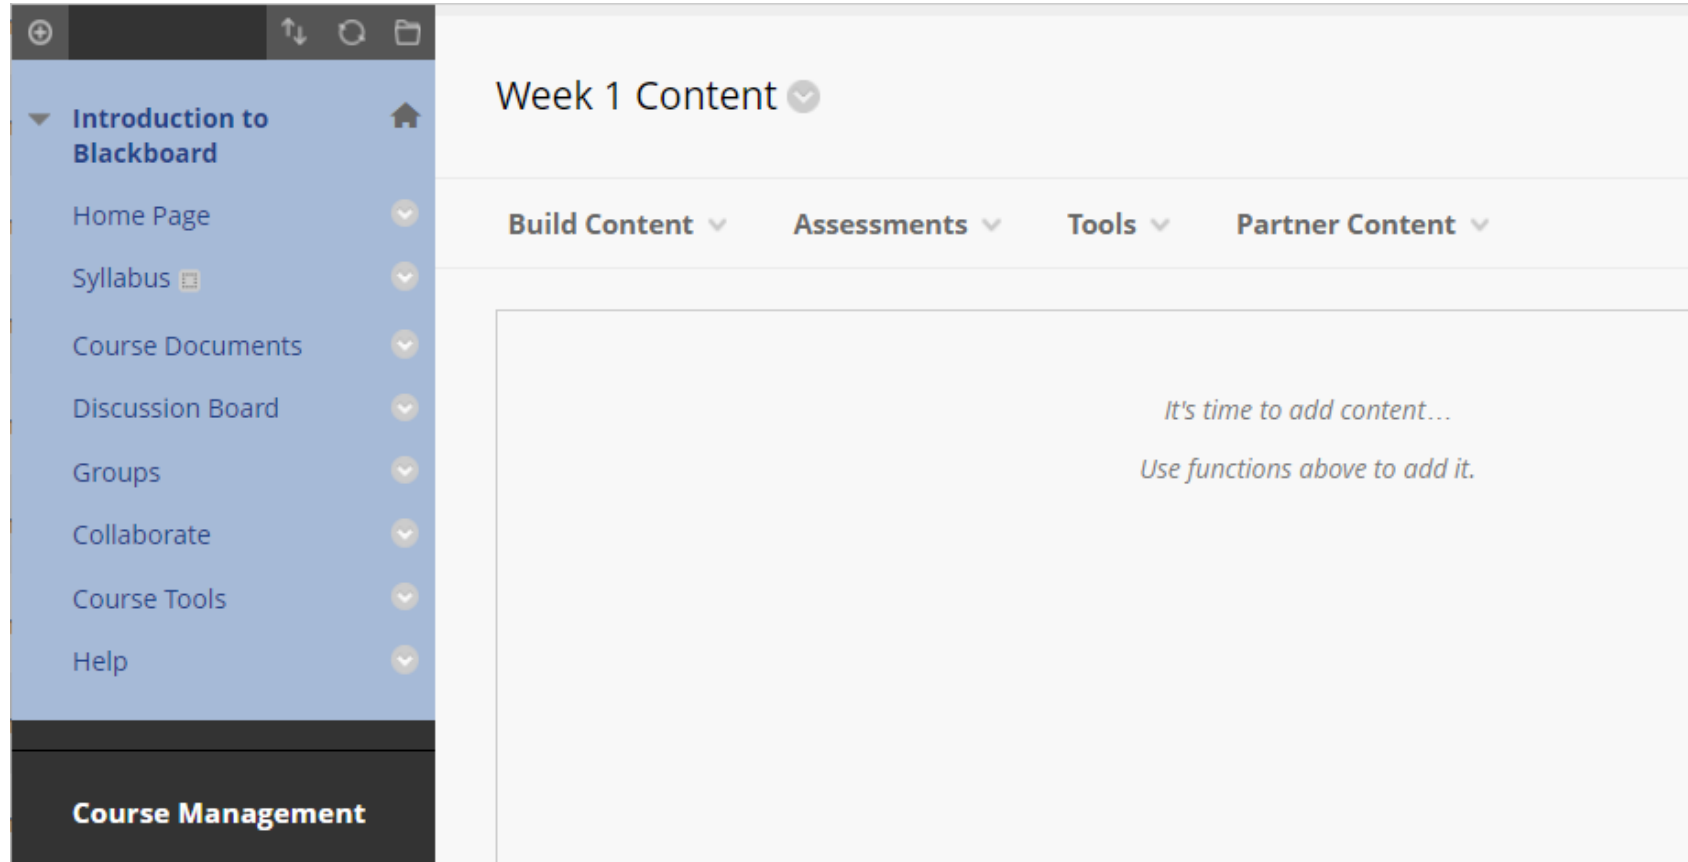 Introduction to
Blackboard
Home Page
Syllabus
Course Documents
Discussion Board
Groups
Collaborate
Course Tools
Help
Course Management
Week 1 Content
Build Content
Assessments
Tools
Partner Content
It's time to add content…
Use functions above to add it.